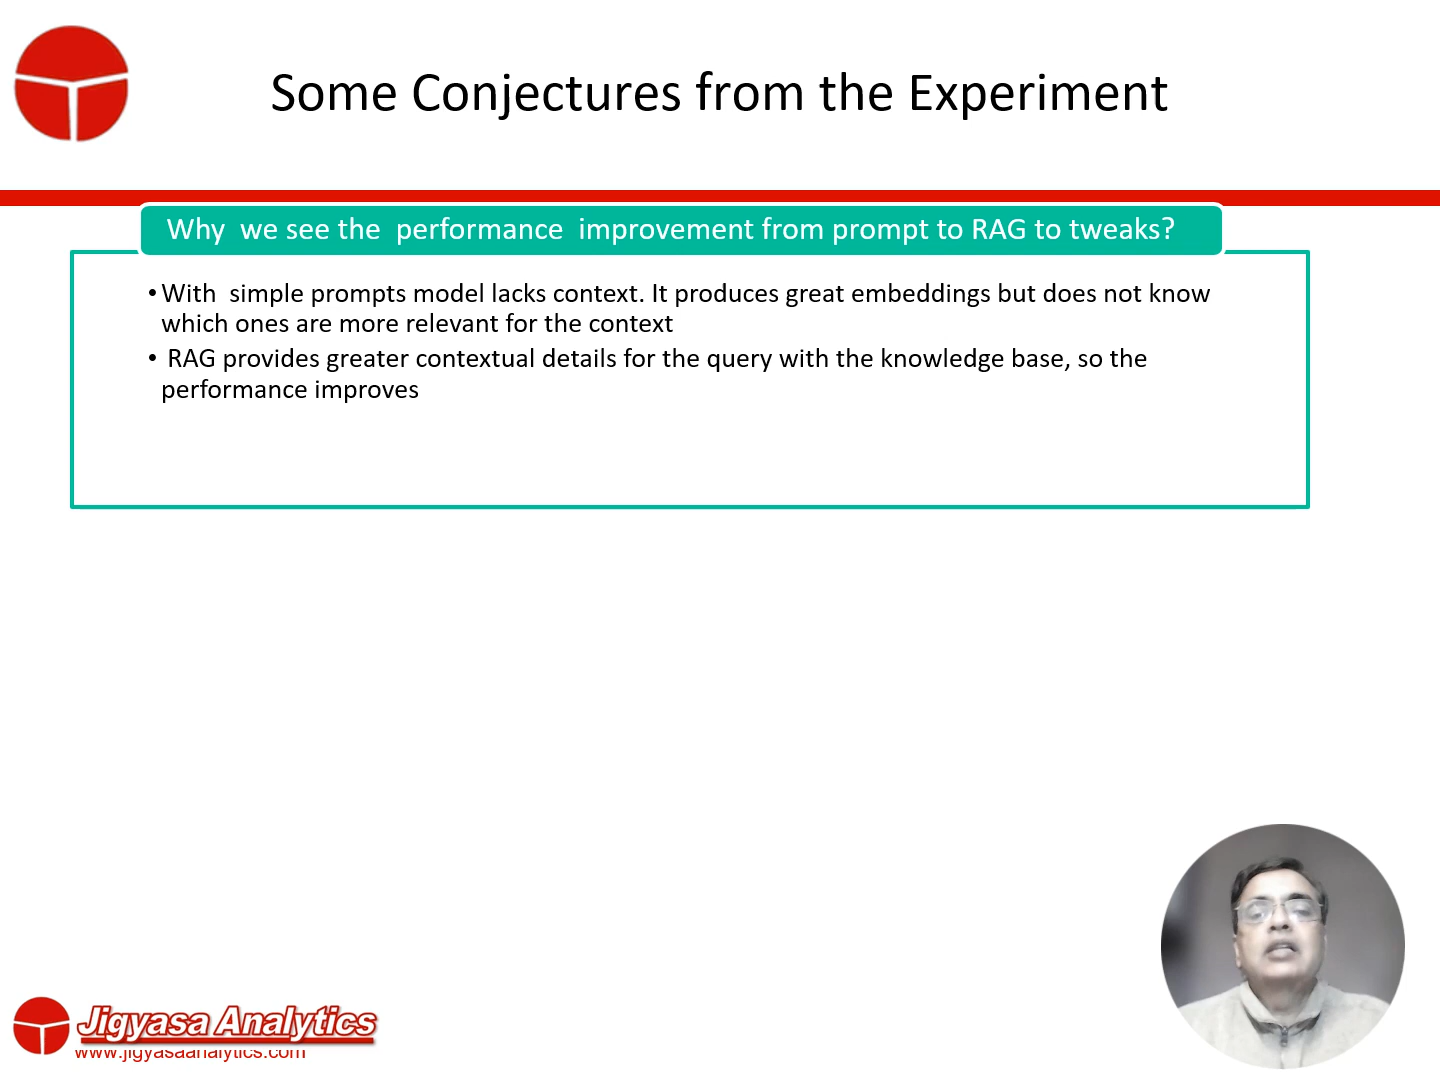 Some Conjectures from the Experiment
Why we see the performance improvement from prompt to RAG to tweaks?
• With simple prompts model lacks context. It produces great embeddings but does not know
which ones are more relevant for the context
• RAG provides greater contextual details for the query with the knowledge base, so the
performance improves
Jigyasa Analytics
www.jigyasaanalytics.com